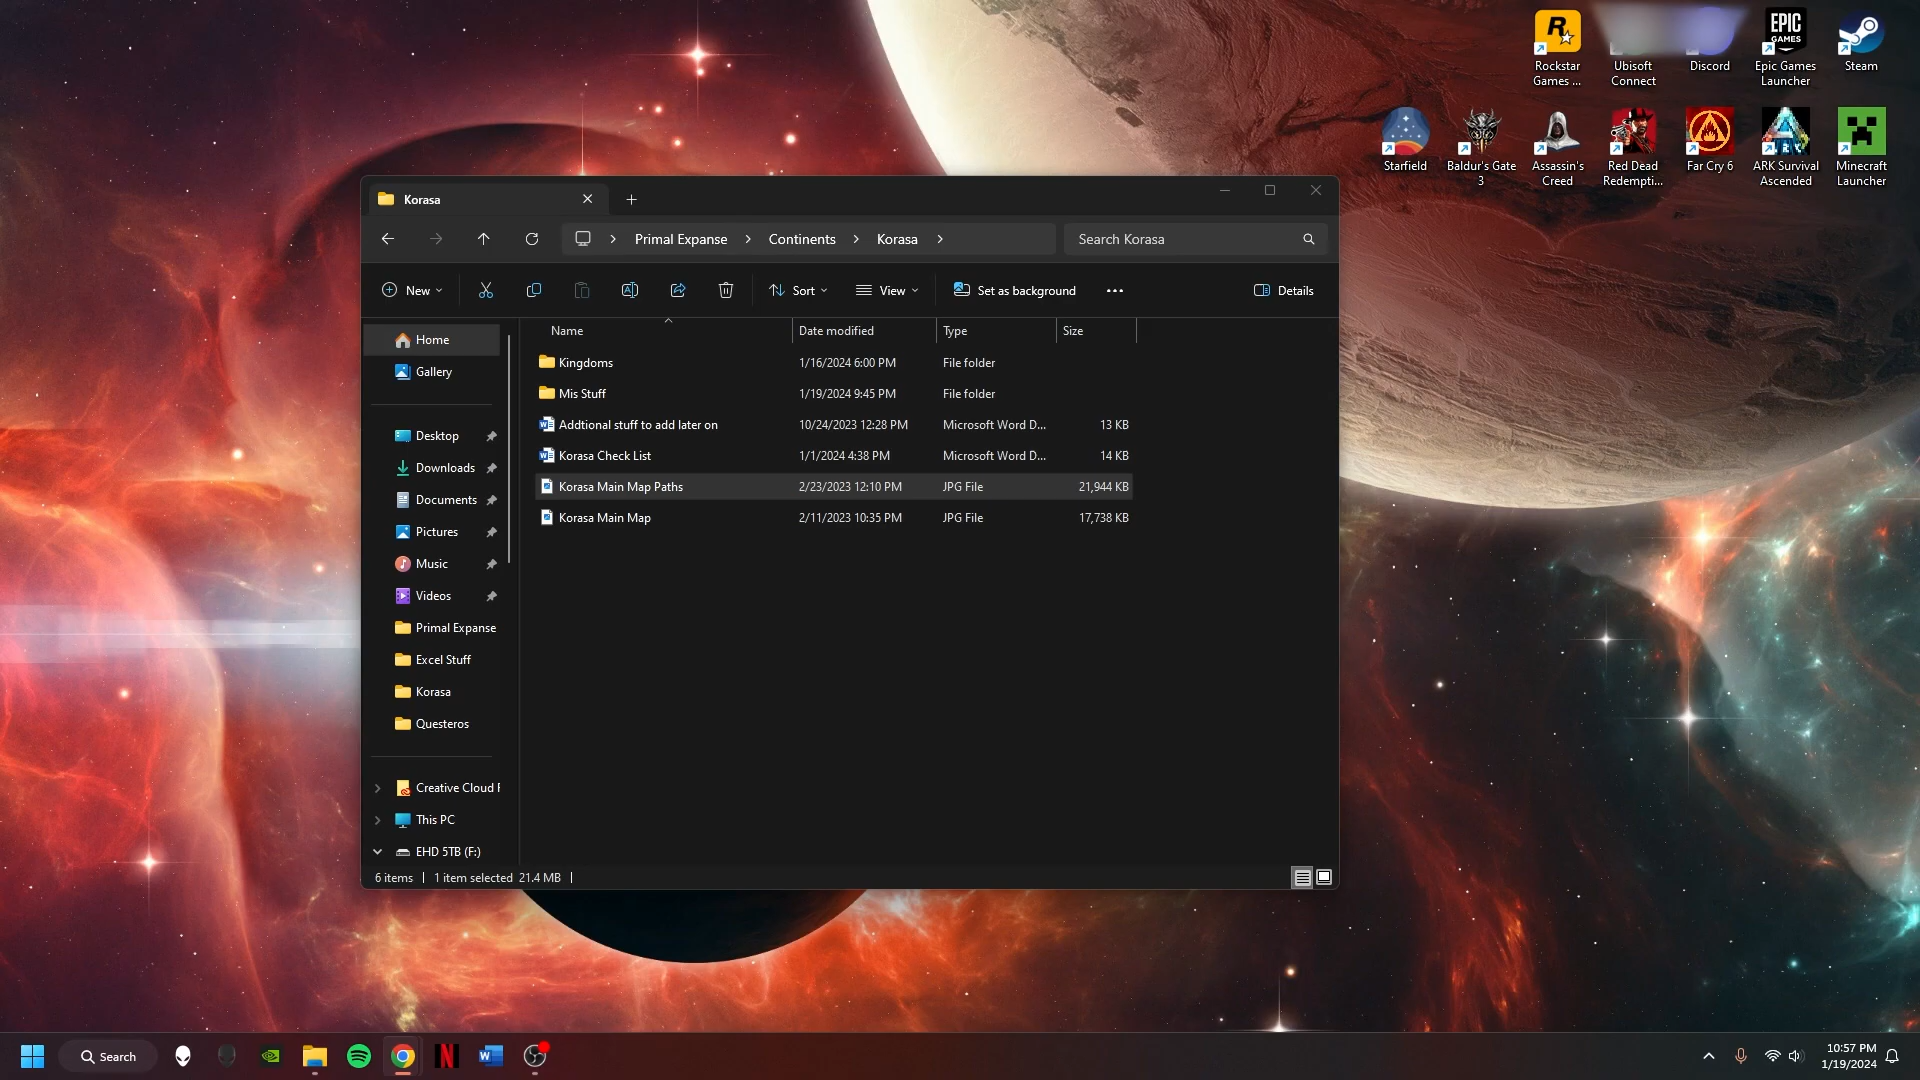 R
EPIC
GAMES
Rockstar
Games ...
Ubisoft
Connect
Discord
Epic Games
Launcher
Steam
Starfield
Baldur's Gate
3
Assassin's
Creed
Red Dead
Redempti...
Far Cry 6
ARK Survival
Ascended
Minecraft
Launcher
Korasa
Primal Expanse
Continents
Korasa
Search Korasa
New
Sort
View
Set as background
Details
Name
Date modified
Type
Size
Kingdoms
1/16/2024 6:00 PM
File folder
Mis Stuff
1/19/2024 9:45 PM
File folder
Addtional stuff to add later on
10/24/2023 12:28 PM
Microsoft Word D...
13 KB
Korasa Check List
1/1/2024 4:38 PM
Microsoft Word D...
14 KB
Korasa Main Map Paths
2/23/2023 12:10 PM
JPG File
21,944 KB
Korasa Main Map
2/11/2023 10:35 PM
JPG File
17,738 KB
Home
Gallery
Desktop
Downloads
Documents
Pictures
Music
Videos
Primal Expanse
Excel Stuff
Korasa
Questeros
Creative Cloud F
This PC
EHD 5TB (F:)
6 items
1 item selected 21.4 MB
Search
10:57 PM
1/19/2024